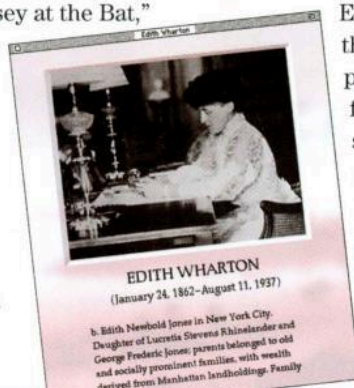 sey at the Bat,”
Edith Wharton
EDITH WHARTON
(January 24, 1862–August 11, 1937)
b. Edith Newbold Jones in New York City.
Daughter of Lucretia Stevens Rhinelander and
George Frederic Jones; parents belonged to old
and socially prominent families, with wealth
derived from Manhattan landholdings. Family
E
th
p
f
s